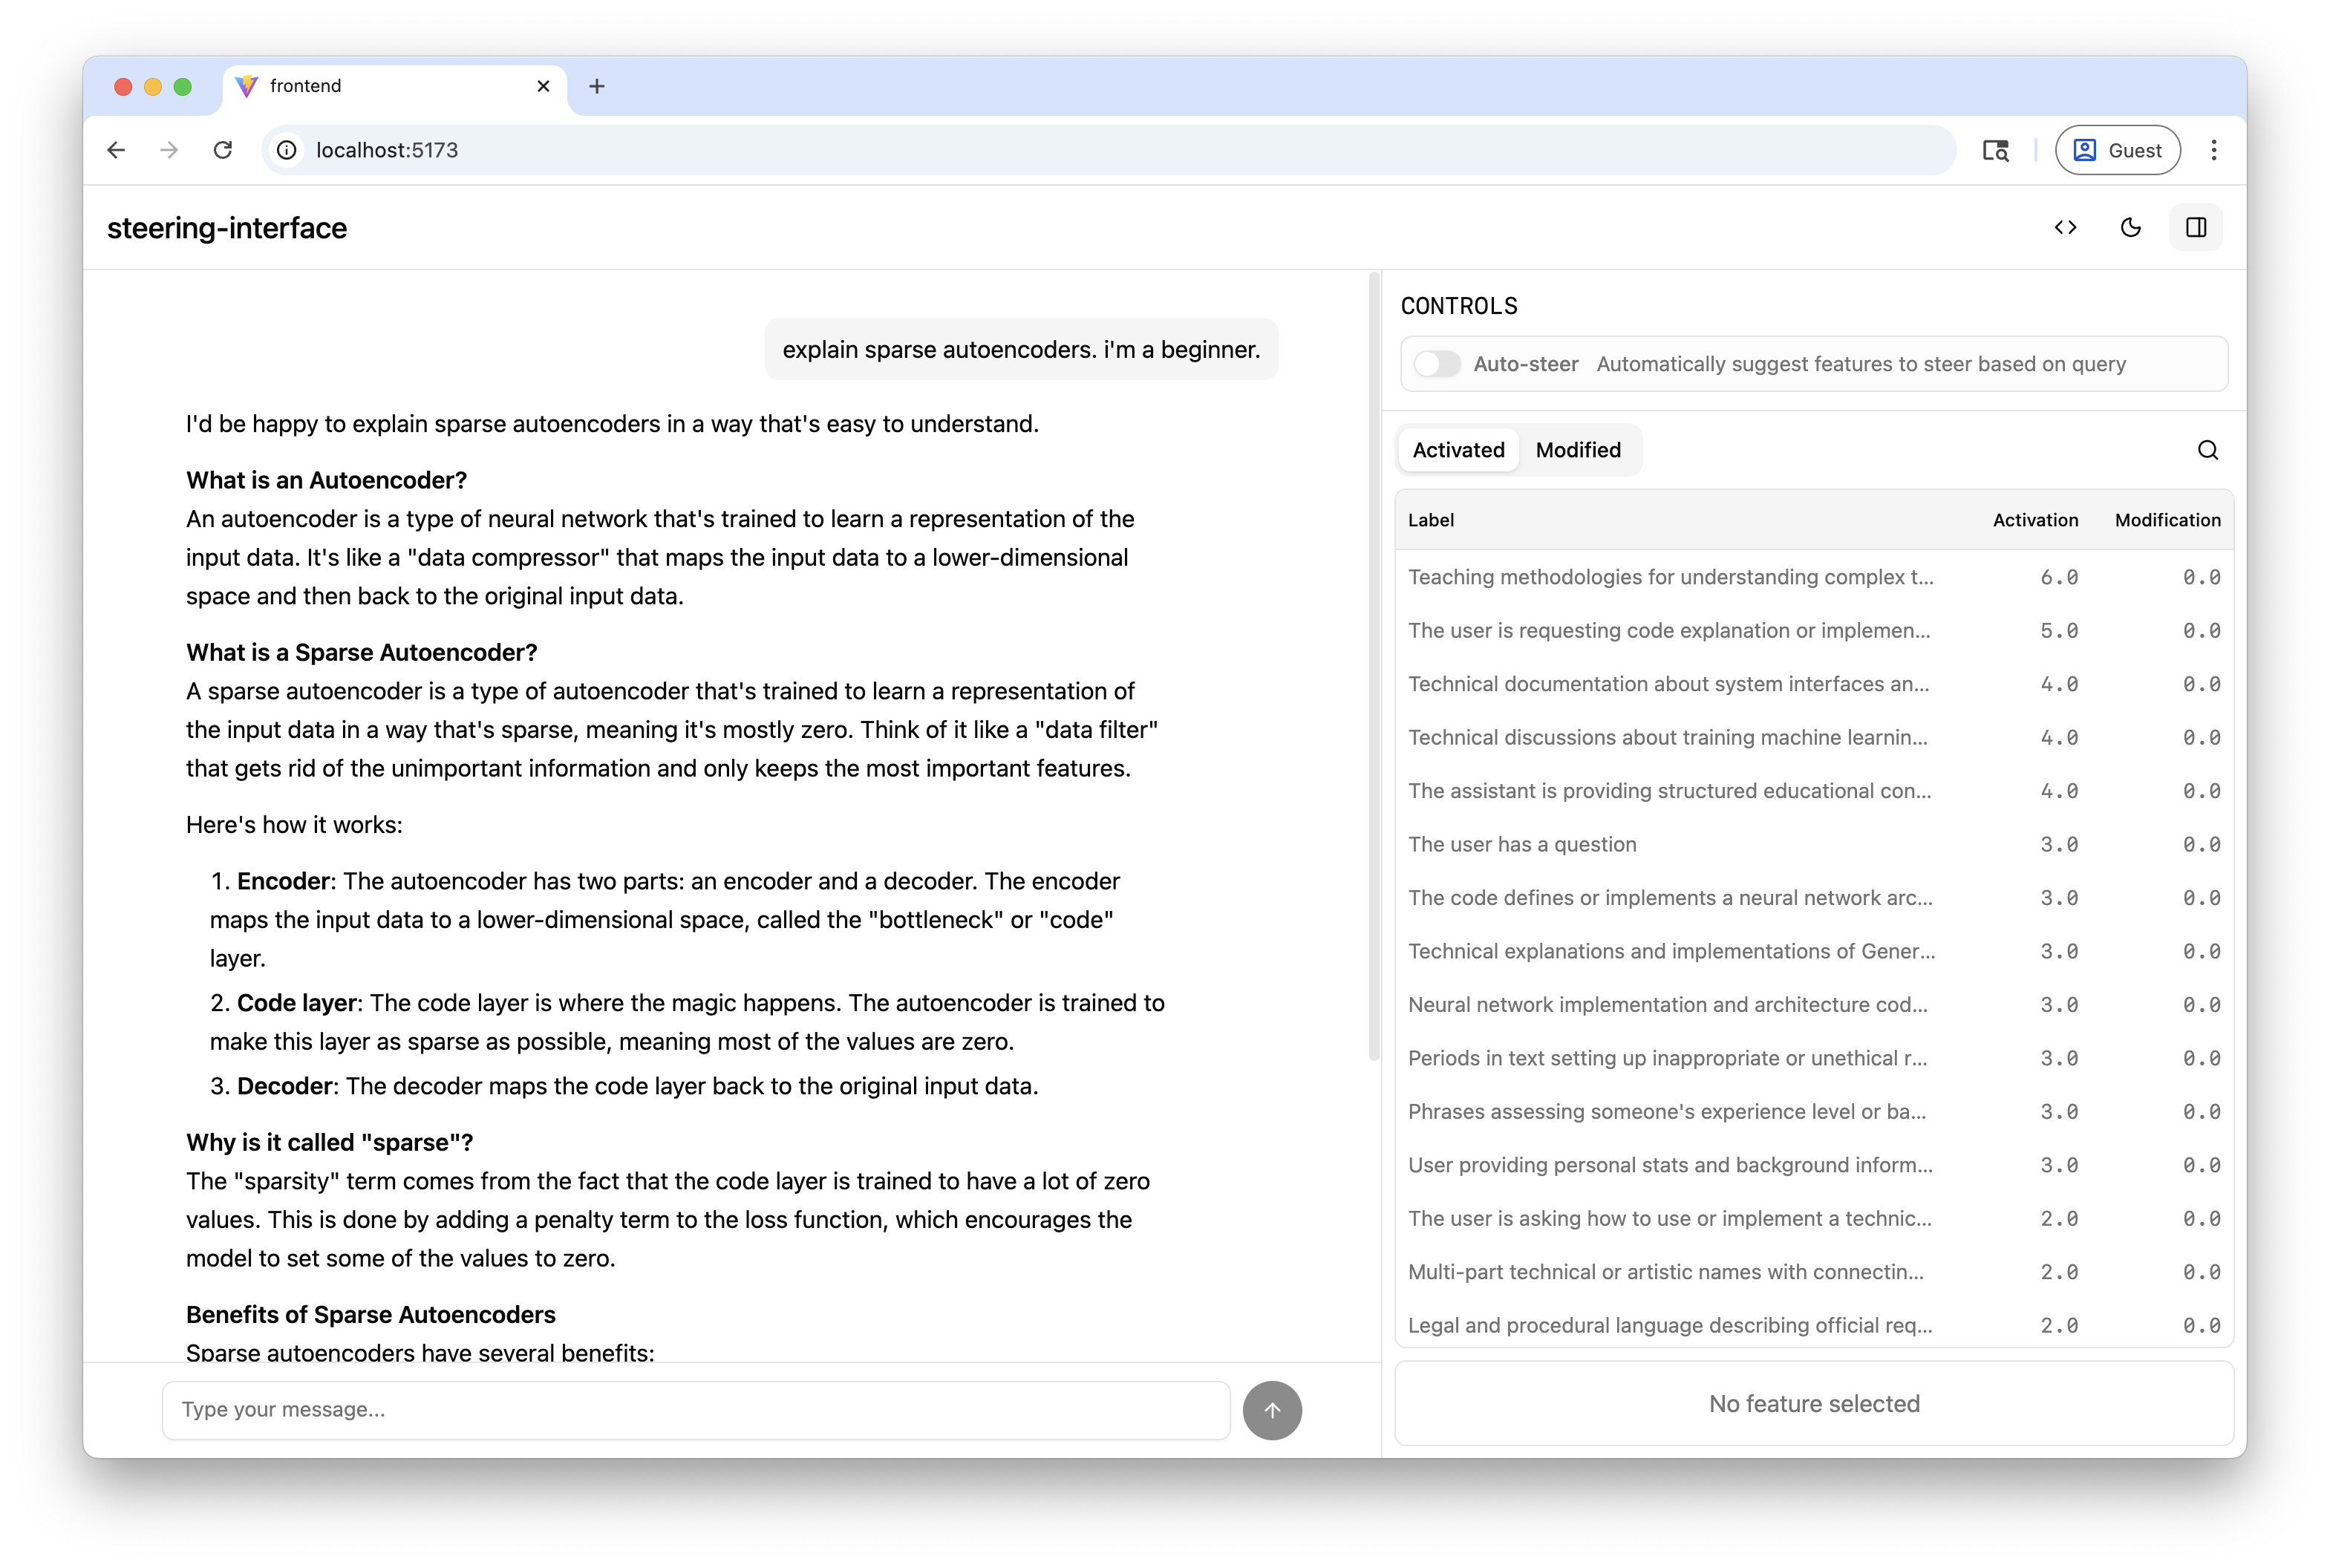 frontend
localhost:5173
Guest
steering-interface
explain sparse autoencoders. i'm a beginner.
I'd be happy to explain sparse autoencoders in a way that's easy to understand.
What is an Autoencoder?
An autoencoder is a type of neural network that's trained to learn a representation of the
input data. It's like a "data compressor" that maps the input data to a lower-dimensional
space and then back to the original input data.
What is a Sparse Autoencoder?
A sparse autoencoder is a type of autoencoder that's trained to learn a representation of
the input data in a way that's sparse, meaning it's mostly zero. Think of it like a "data filter"
that gets rid of the unimportant information and only keeps the most important features.
Here's how it works:
1. Encoder: The autoencoder has two parts: an encoder and a decoder. The encoder
maps the input data to a lower-dimensional space, called the "bottleneck" or "code"
layer.
2. Code layer: The code layer is where the magic happens. The autoencoder is trained to
make this layer as sparse as possible, meaning most of the values are zero.
3. Decoder: The decoder maps the code layer back to the original input data.
Why is it called "sparse"?
The "sparsity" term comes from the fact that the code layer is trained to have a lot of zero
values. This is done by adding a penalty term to the loss function, which encourages the
model to set some of the values to zero.
Benefits of Sparse Autoencoders
Sparse autoencoders have several benefits:
Type your message...
CONTROLS
Auto-steer Automatically suggest features to steer based on query
Activated Modified
Label Activation Modification
Teaching methodologies for understanding complex t... 6.0 0.0
The user is requesting code explanation or implemen... 5.0 0.0
Technical documentation about system interfaces an... 4.0 0.0
Technical discussions about training machine learnin... 4.0 0.0
The assistant is providing structured educational con... 4.0 0.0
The user has a question 3.0 0.0
The code defines or implements a neural network arc... 3.0 0.0
Technical explanations and implementations of Gener... 3.0 0.0
Neural network implementation and architecture cod... 3.0 0.0
Periods in text setting up inappropriate or unethical r... 3.0 0.0
Phrases assessing someone's experience level or ba... 3.0 0.0
User providing personal stats and background inform... 3.0 0.0
The user is asking how to use or implement a technic... 2.0 0.0
Multi-part technical or artistic names with connectin... 2.0 0.0
Legal and procedural language describing official req... 2.0 0.0
No feature selected